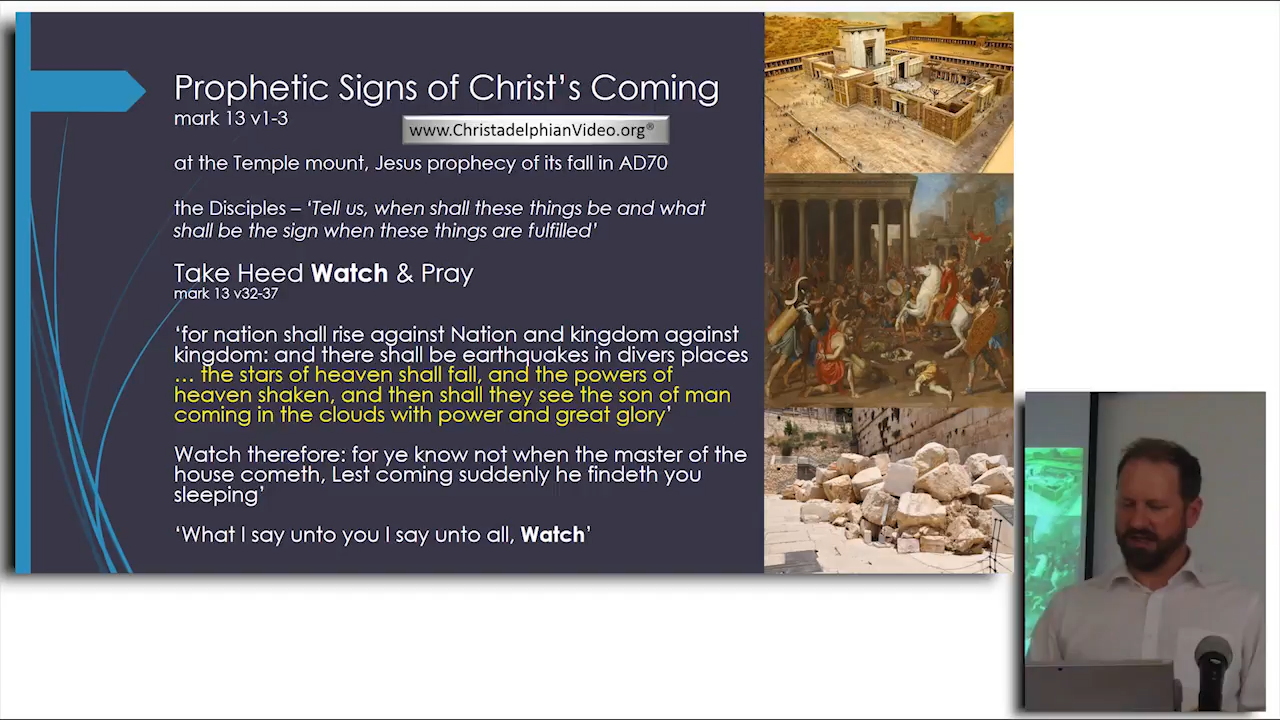 Prophetic Signs of Christ's Coming
mark 13 v1-3
www.ChristadelphianVideo.org®
at the Temple mount, Jesus prophecy of its fall in AD70
the Disciples – 'Tell us, when shall these things be and what
shall be the sign when these things are fulfilled'
Take Heed Watch & Pray
mark 13 v32-37
'for nation shall rise against Nation and kingdom against
kingdom: and there shall be earthquakes in divers places
… the stars of heaven shall fall, and the powers of
heaven shaken, and then shall they see the son of man
coming in the clouds with power and great glory'
Watch therefore: for ye know not when the master of the
house cometh, Lest coming suddenly he findeth you
sleeping'
'What I say unto you I say unto all, Watch'